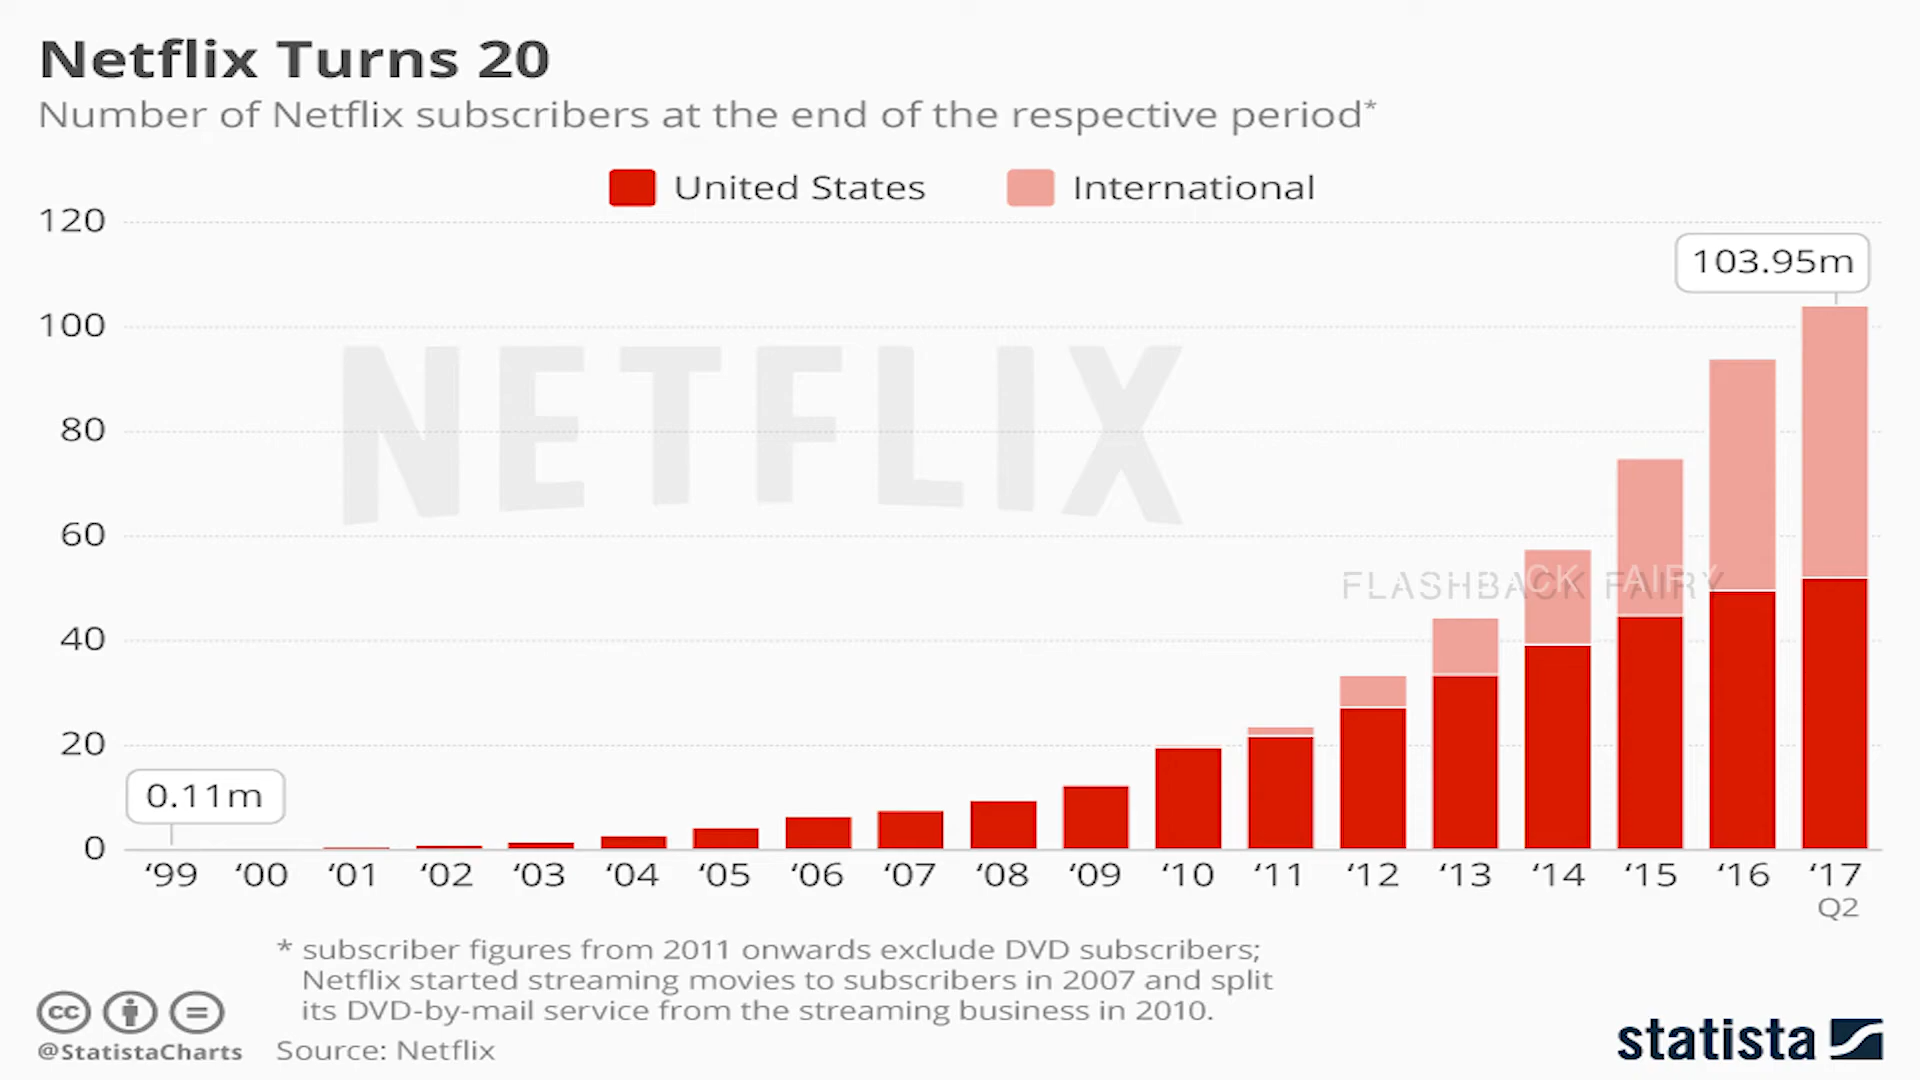 Netflix Turns 20
Number of Netflix subscribers at the end of the respective period*
United States
International
120
103.95m
100
NETFLIX
80
60
FLASHBACK FAIRY
40
20
0.11m
0
‘99 ‘00 ‘01 ‘02 ‘03 ‘04 ‘05 ‘06 ‘07 ‘08 ‘09 ‘10 ‘11 ‘12 ‘13 ‘14 ‘15 ‘16 ‘17
Q2
* subscriber figures from 2011 onwards exclude DVD subscribers;
Netflix started streaming movies to subscribers in 2007 and split
its DVD-by-mail service from the streaming business in 2010.
cc
@StatistaCharts
Source: Netflix
statista